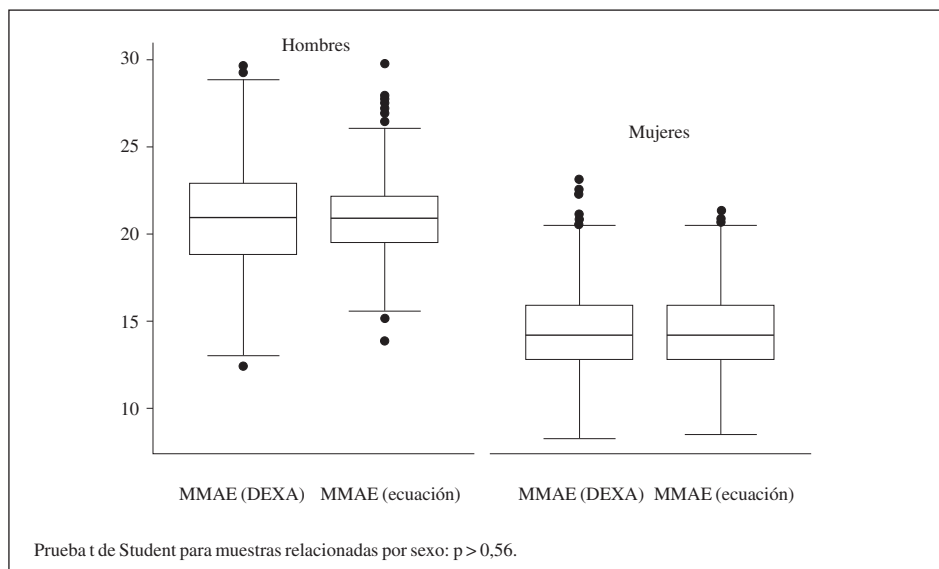 Hombres
30
25
20
15
10
Mujeres
MMAE (DEXA) MMAE (ecuación) MMAE (DEXA) MMAE (ecuación)
Prueba t de Student para muestras relacionadas por sexo: p > 0,56.